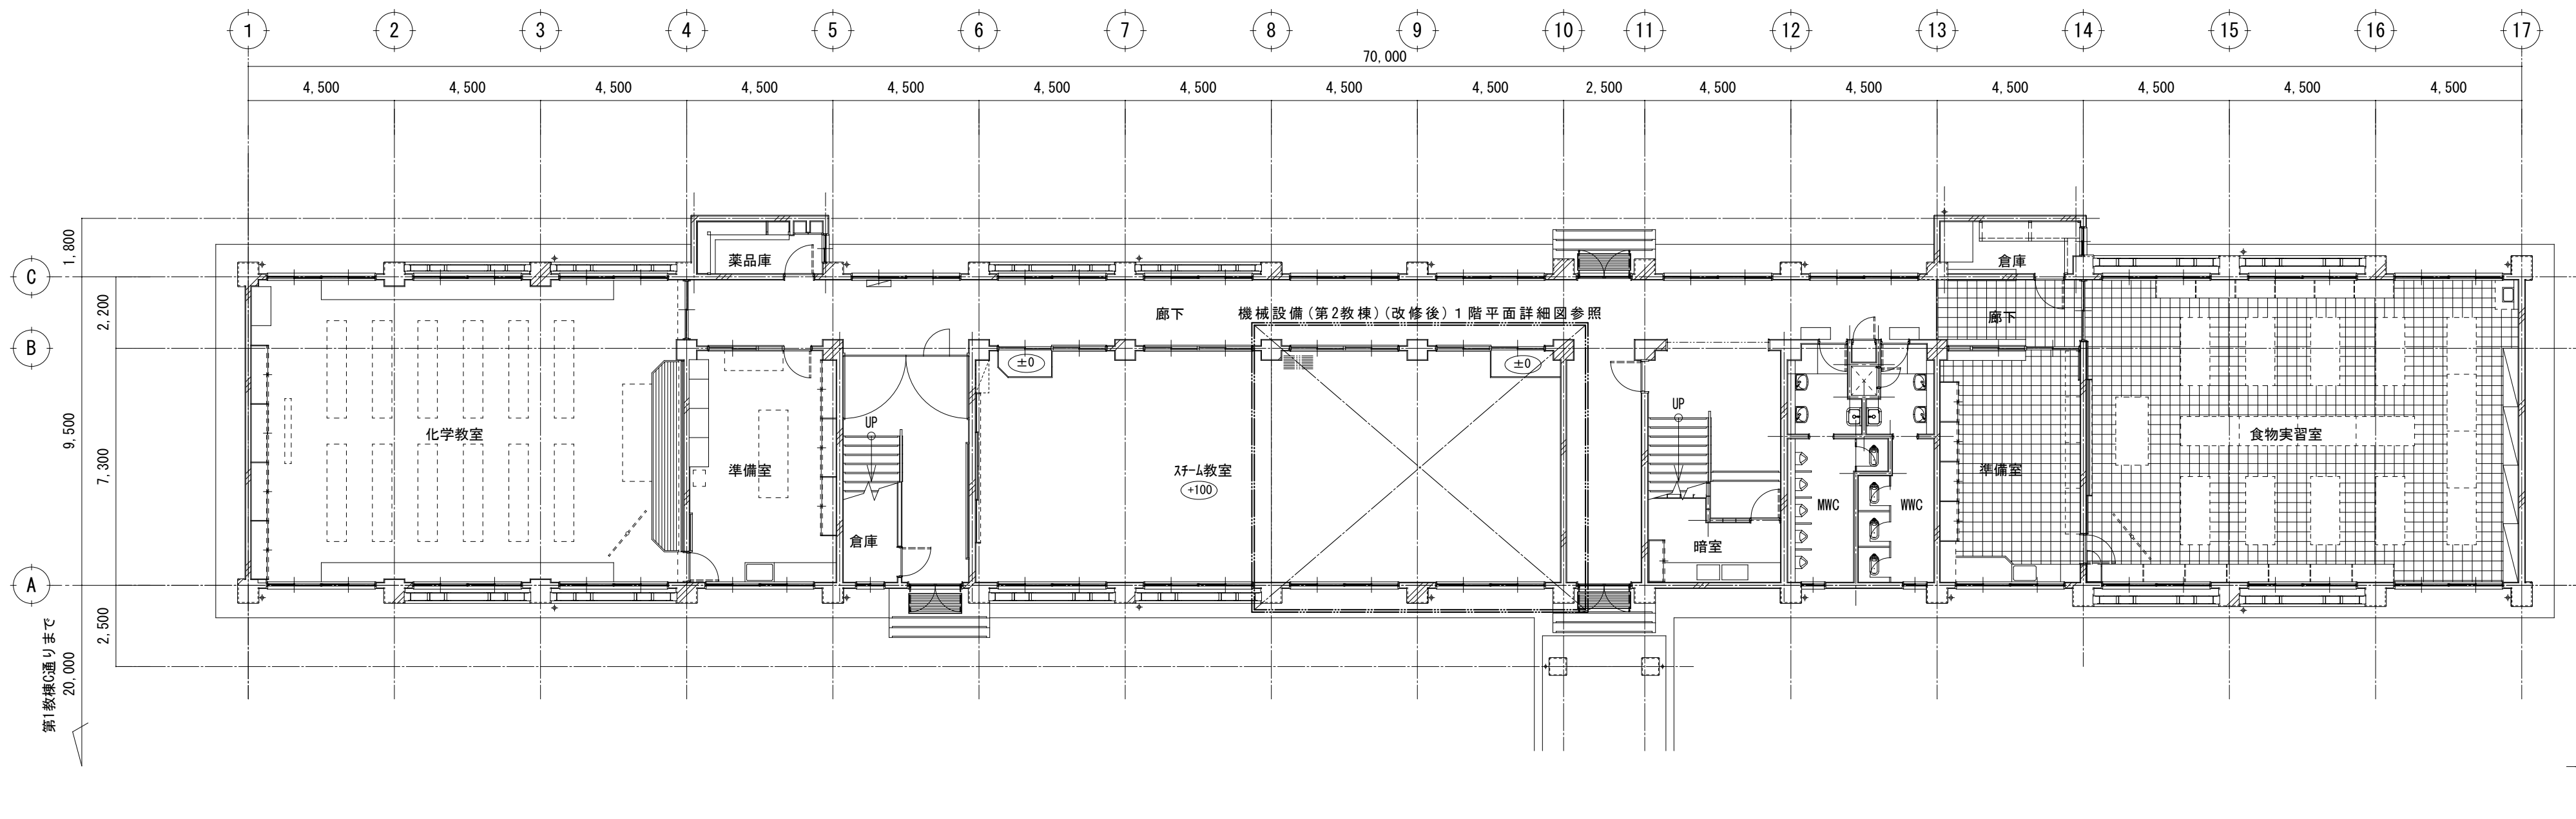 1 2 3 4 5 6 7 8 9 10 11 12 13 14 15 16 17
70,000
4,500 4,500 4,500 4,500 4,500 4,500 4,500 4,500 4,500 2,500 4,500 4,500 4,500 4,500 4,500 4,500
1,800
薬品庫
倉庫
C
2,200
廊下
機械設備(第2教棟)(改修後)1階平面詳細図参照
廊下
B
±0
±0
UP
UP
9,500
7,300
化学教室
準備室
スチーム教室
+100
準備室
食物実習室
MWC
WWC
倉庫
暗室
A
2,500
第1教棟C通りまで
20,000